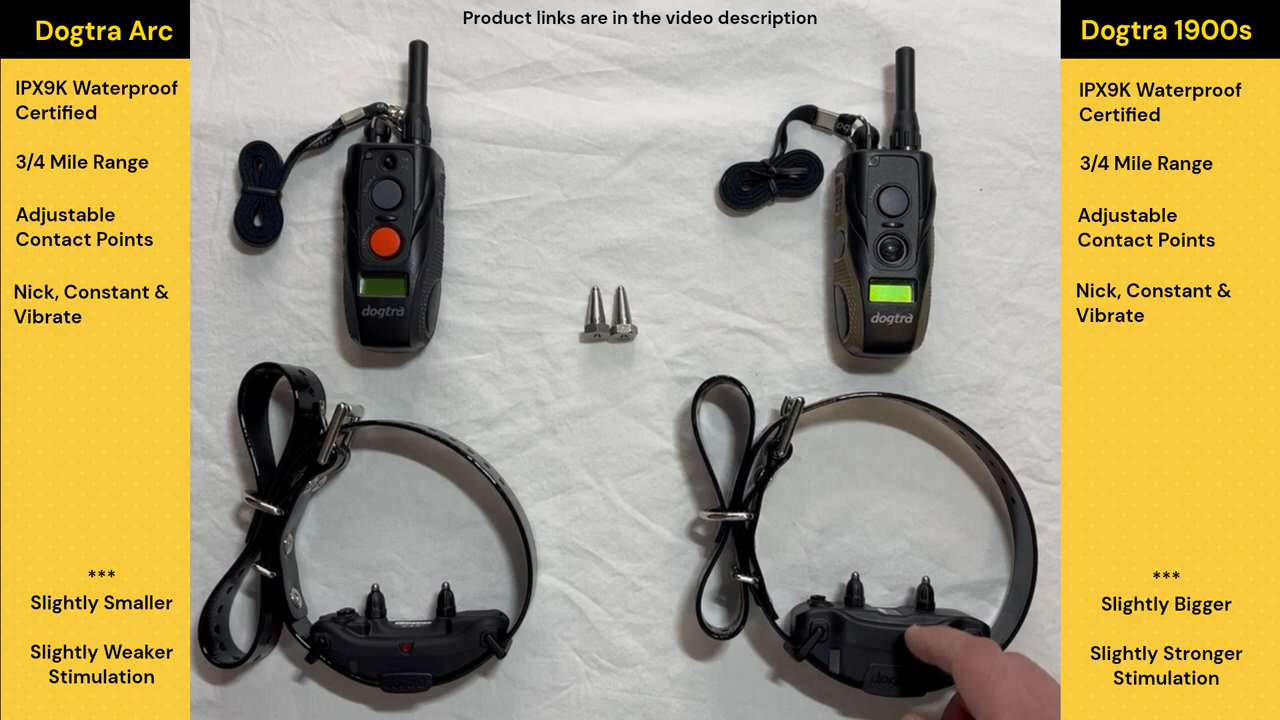 Product links are in the video description
Dogtra Arc
IPX9K Waterproof
Certified
3/4 Mile Range
Adjustable
Contact Points
Nick, Constant &
Vibrate
***
Slightly Smaller
Slightly Weaker
Stimulation
dogtra
dogtra
Dogtra 1900s
IPX9K Waterproof
Certified
3/4 Mile Range
Adjustable
Contact Points
Nick, Constant &
Vibrate
***
Slightly Bigger
Slightly Stronger
Stimulation